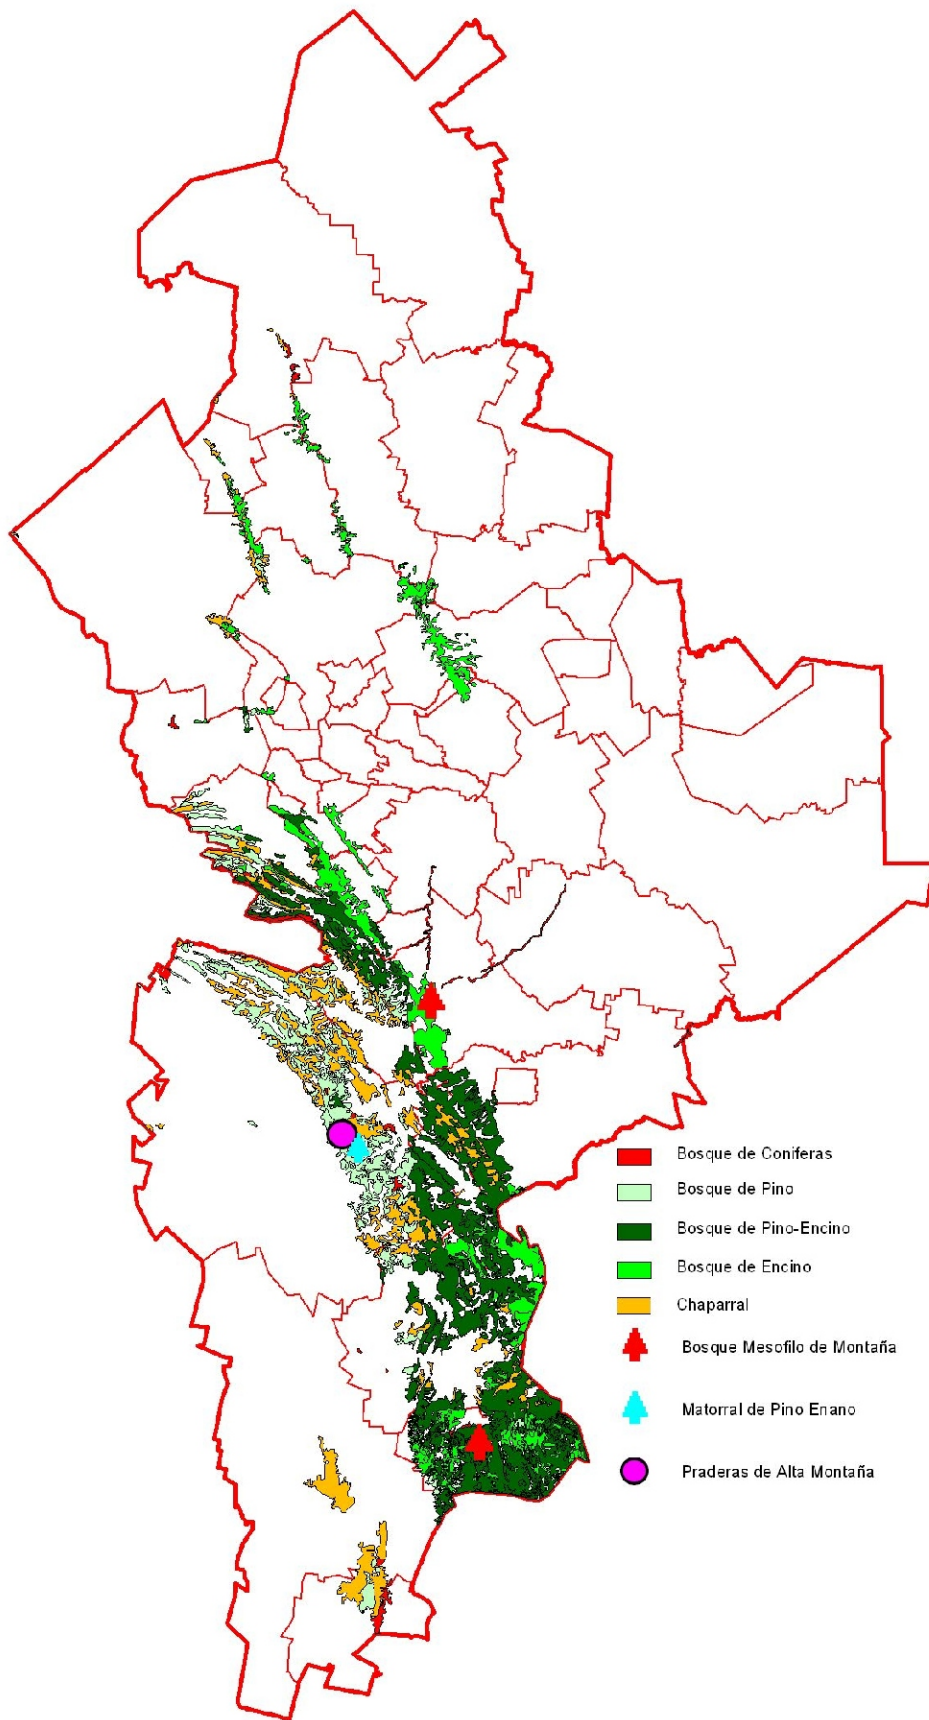 Bosque de Coníferas
Bosque de Pino
Bosque de Pino-Encino
Bosque de Encino
Chaparral
Bosque Mesofilo de Montaña
Matorral de Pino Enano
Praderas de Alta Montaña